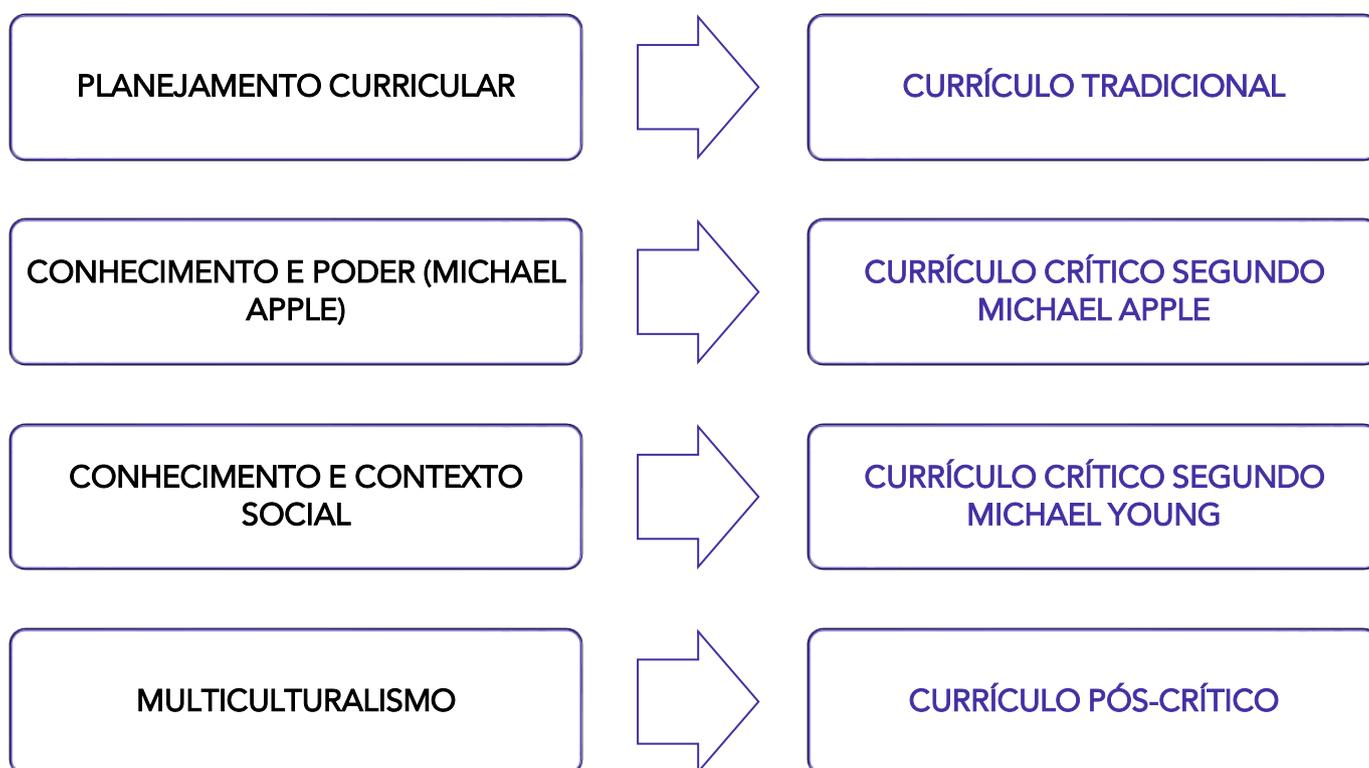 PLANEJAMENTO CURRICULAR
CURRÍCULO TRADICIONAL
CONHECIMENTO E PODER (MICHAEL
APPLE)
CURRÍCULO CRÍTICO SEGUNDO
MICHAEL APPLE
CONHECIMENTO E CONTEXTO
SOCIAL
CURRÍCULO CRÍTICO SEGUNDO
MICHAEL YOUNG
MULTICULTURALISMO
CURRÍCULO PÓS-CRÍTICO